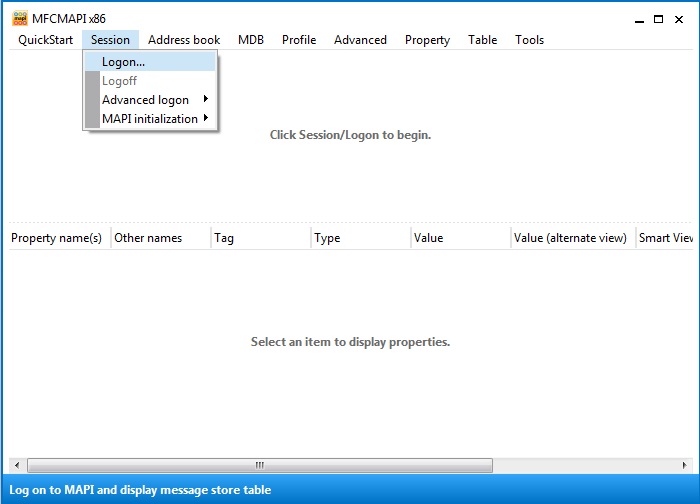 MFCMAPI x86
QuickStart Session Address book MDB Profile Advanced Property Table Tools
Logon...
Logoff
Advanced logon
MAPI initialization
Click Session/Logon to begin.
Property name(s) Other names Tag Type Value Value (alternate view) Smart View
Select an item to display properties.
Log on to MAPI and display message store table